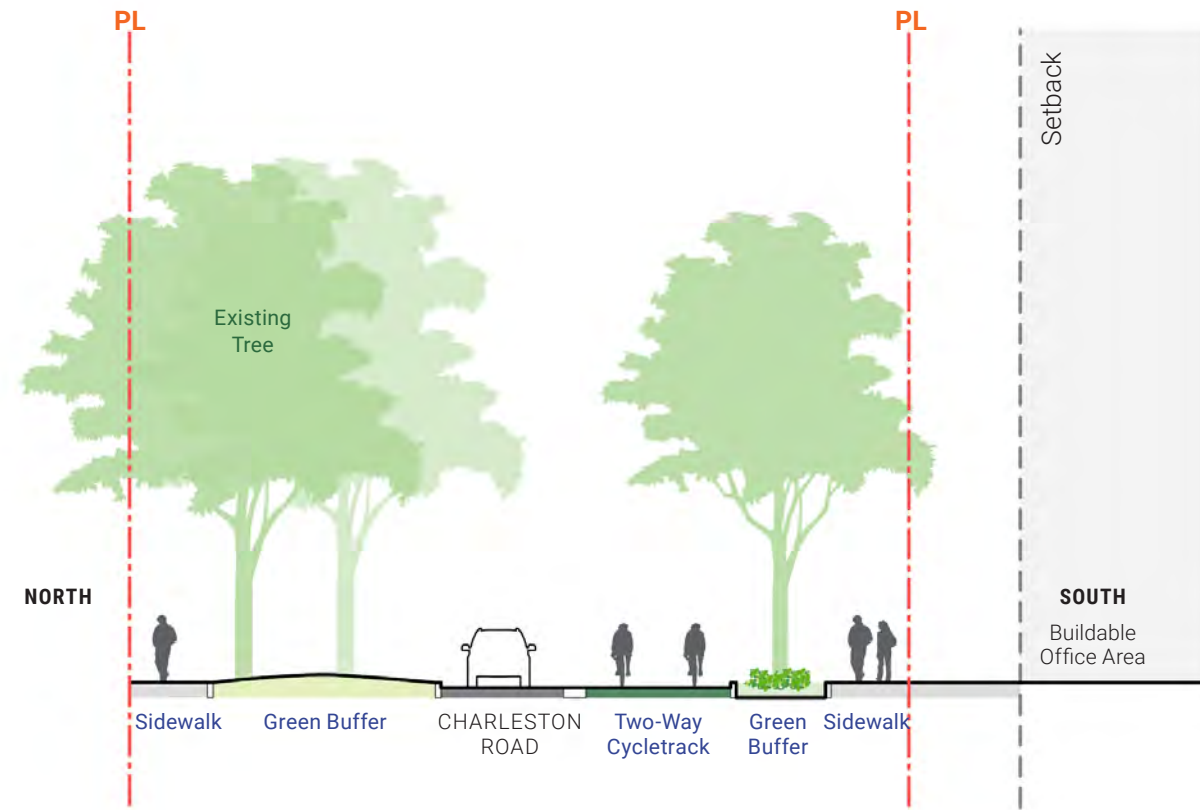 PL
PL
Setback
Existing
Tree
NORTH
SOUTH
Buildable
Office Area
Sidewalk
Green Buffer
CHARLESTON
ROAD
Two-Way
Cycletrack
Green
Buffer
Sidewalk